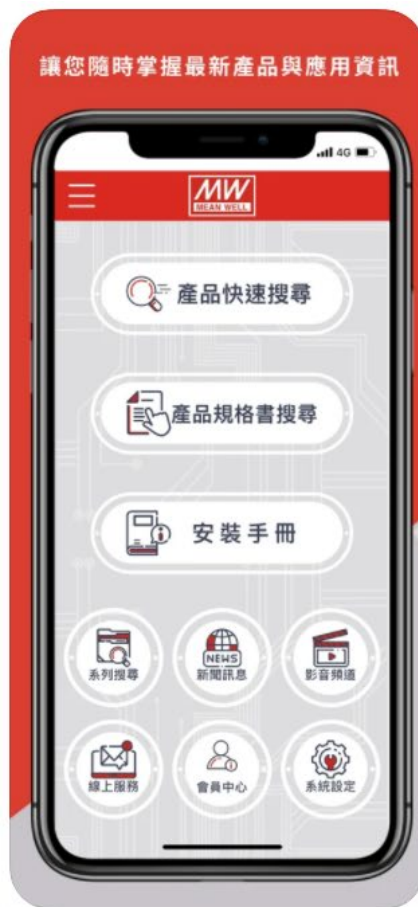 讓您隨時掌握最新產品與應用資訊
4G
MW
MEAN WELL
產品快速搜尋
產品規格書搜尋
安裝手冊
NEWS
系列搜尋
新聞訊息
影音頻道
線上服務
會員中心
系統設定